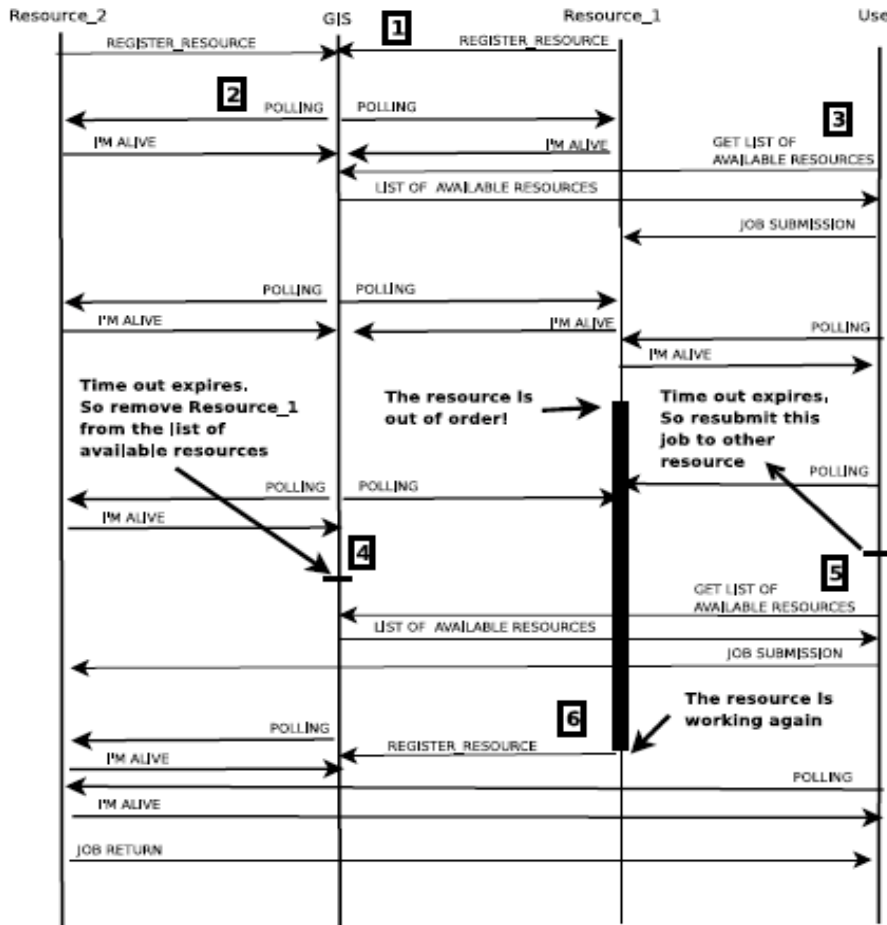 Resource_2 GIS Resource_1 Use
1
REGISTER_RESOURCE REGISTER_RESOURCE
2
POLLING POLLING
3
I'M ALIVE I'M ALIVE
GET LIST OF
AVAILABLE RESOURCES
LIST OF AVAILABLE RESOURCES
JOB SUBMISSION
POLLING POLLING
I'M ALIVE I'M ALIVE
POLLING
I'M ALIVE
Time out expires.
So remove Resource_1
from the list of
available resources
The resource is
out of order!
Time out expires,
So resubmit this
job to other
resource
POLLING
POLLING POLLING
I'M ALIVE
4
5
GET LIST OF
AVAILABLE RESOURCES
LIST OF AVAILABLE RESOURCES
JOB SUBMISSION
6
The resource is
working again
POLLING
REGISTER_RESOURCE
I'M ALIVE
POLLING
I'M ALIVE
JOB RETURN